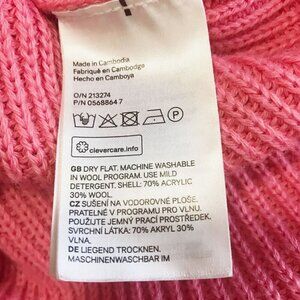 Made in Cambodia
Fabriqué en Cambodge
Hecho en Camboya
O/N 213274
P/N 05688647
P
clevercare.info
GB DRY FLAT. MACHINE WASHABLE
IN WOOL PROGRAM. USE MILD
DETERGENT. SHELL: 70% ACRYLIC
30% WOOL.
CZ SUŠENÍ NA VODOROVNÉ PLOŠE.
PRATELNÉ V PROGRAMU PRO VLNU.
POUŽIJTE JEMNÝ PRACÍ PROSTŘEDEK.
SVRCHNÍ LÁTKA: 70% AKRYL 30%
VLNA.
DE LIEGEND TROCKNEN.
MASCHINENWASCHBAR IM